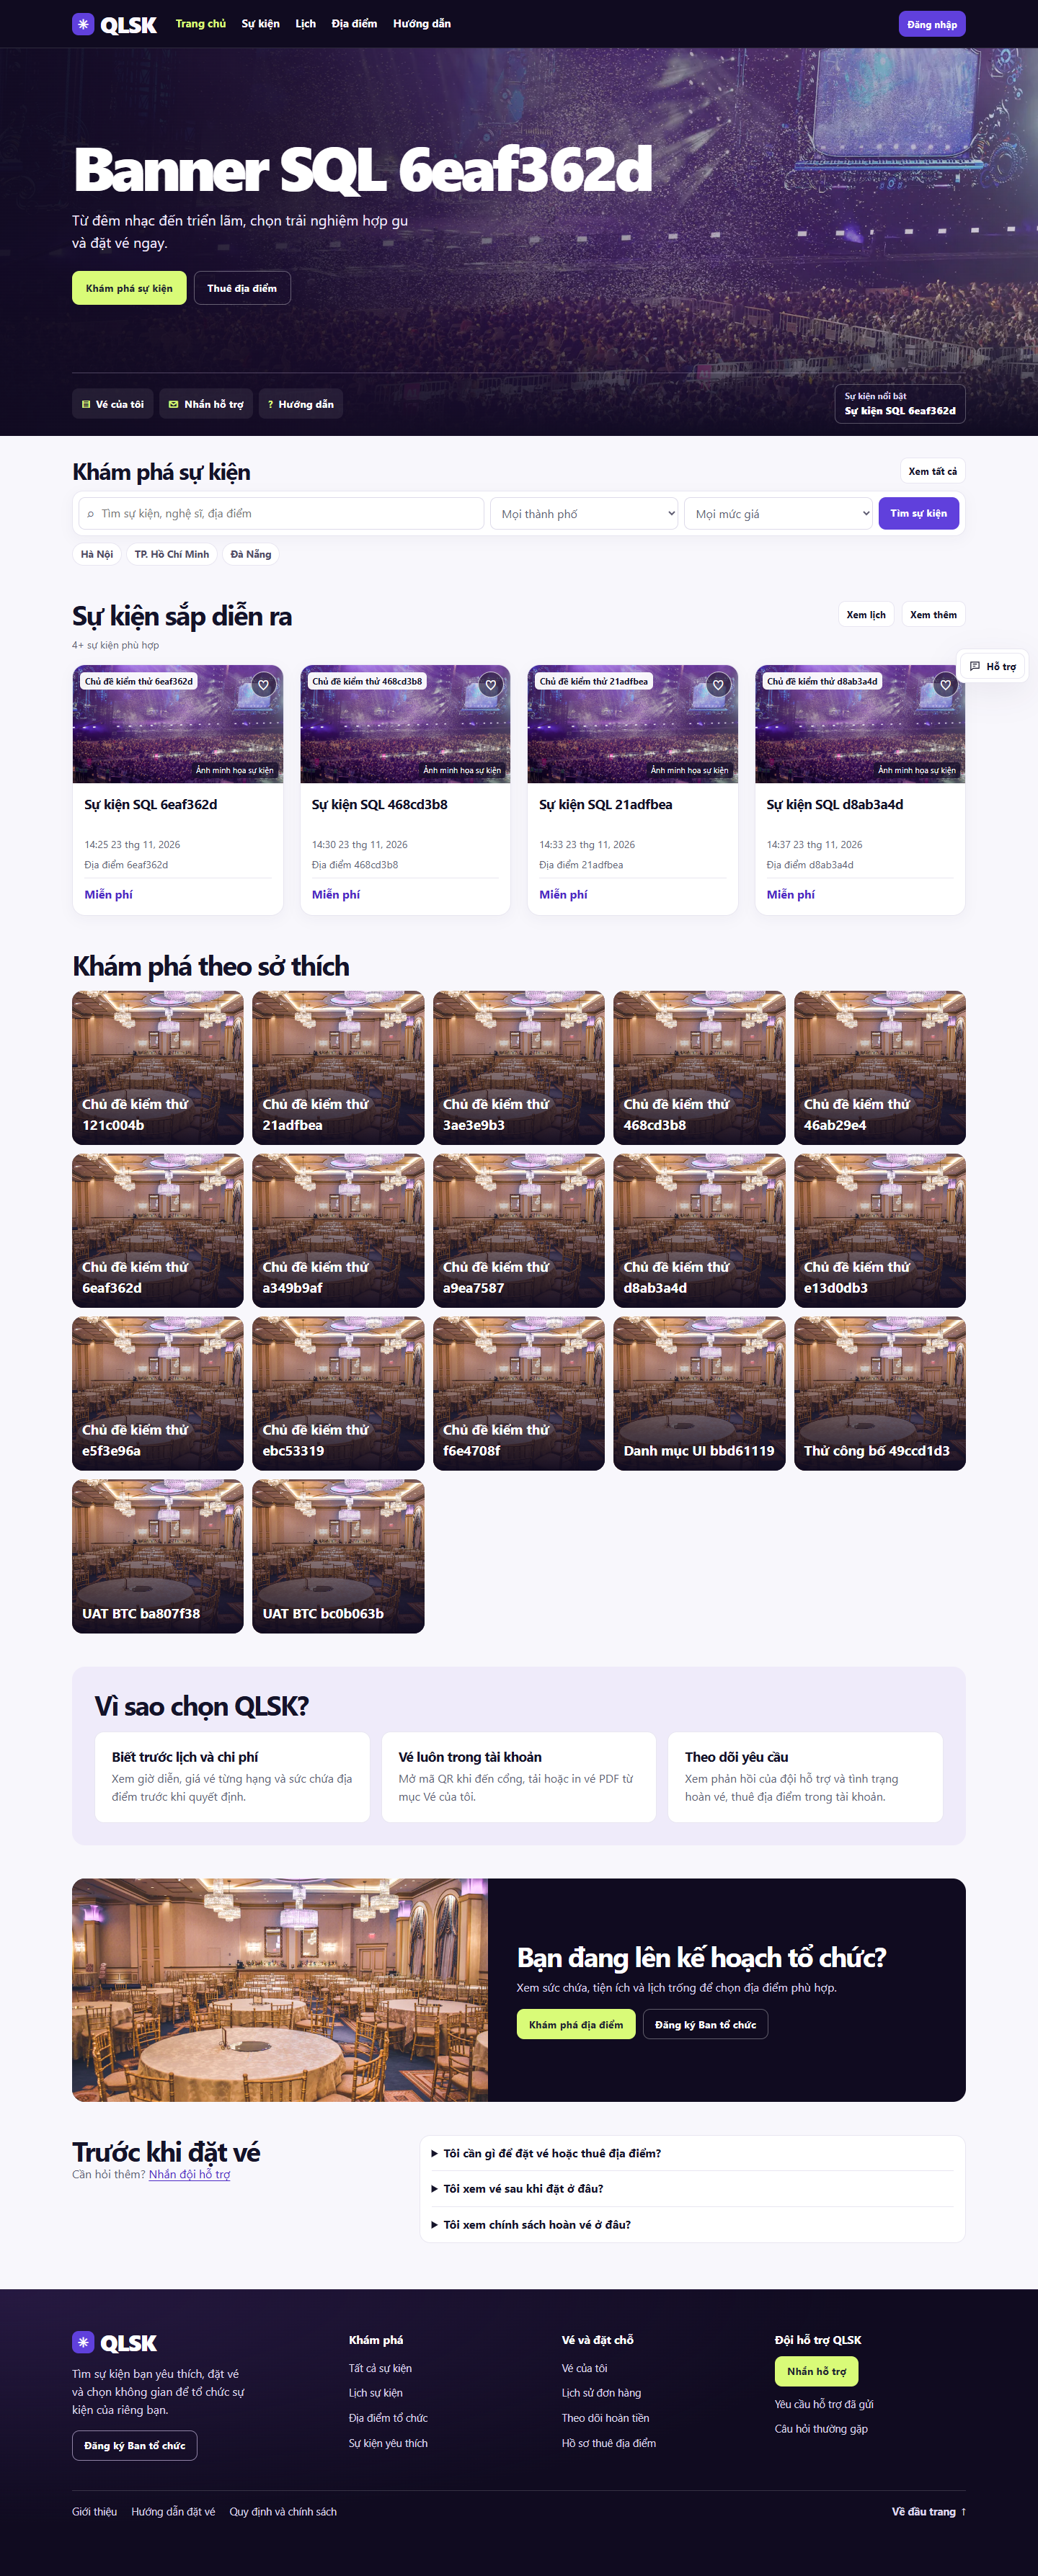 QLSK
Trang chủ
Sự kiện
Lịch
Địa điểm
Hướng dẫn
Đăng nhập
Banner SQL 6eaf362d
Từ đêm nhạc đến triển lãm, chọn trải nghiệm hợp gu
và đặt vé ngay.
Khám phá sự kiện
Thuê địa điểm
Vé của tôi
Nhắn hỗ trợ
? Hướng dẫn
Sự kiện nổi bật
Sự kiện SQL 6eaf362d
Khám phá sự kiện
Xem tất cả
Tìm sự kiện, nghệ sĩ, địa điểm
Mọi thành phố
Mọi mức giá
Tìm sự kiện
Hà Nội
TP. Hồ Chí Minh
Đà Nẵng
Sự kiện sắp diễn ra
Xem lịch
Xem thêm
4+ sự kiện phù hợp
Hỗ trợ
Chủ đề kiểm thử 6eaf362d
Ảnh minh họa sự kiện
Sự kiện SQL 6eaf362d
14:25 23 thg 11, 2026
Địa điểm 6eaf362d
Miễn phí
Chủ đề kiểm thử 468cd3b8
Ảnh minh họa sự kiện
Sự kiện SQL 468cd3b8
14:30 23 thg 11, 2026
Địa điểm 468cd3b8
Miễn phí
Chủ đề kiểm thử 21adfbea
Ảnh minh họa sự kiện
Sự kiện SQL 21adfbea
14:33 23 thg 11, 2026
Địa điểm 21adfbea
Miễn phí
Chủ đề kiểm thử d8ab3a4d
Ảnh minh họa sự kiện
Sự kiện SQL d8ab3a4d
14:37 23 thg 11, 2026
Địa điểm d8ab3a4d
Miễn phí
Khám phá theo sở thích
Chủ đề kiểm thử
121c004b
Chủ đề kiểm thử
21adfbea
Chủ đề kiểm thử
3ae3e9b3
Chủ đề kiểm thử
468cd3b8
Chủ đề kiểm thử
46ab29e4
Chủ đề kiểm thử
6eaf362d
Chủ đề kiểm thử
a349b9af
Chủ đề kiểm thử
a9ea7587
Chủ đề kiểm thử
d8ab3a4d
Chủ đề kiểm thử
e13d0db3
Chủ đề kiểm thử
e5f3e96a
Chủ đề kiểm thử
ebc53319
Chủ đề kiểm thử
f6e4708f
Danh mục UI bbd61119
Thử công bố 49ccd1d3
UAT BTC ba807f38
UAT BTC bc0b063b
Vì sao chọn QLSK?
Biết trước lịch và chi phí
Xem giờ diễn, giá vé từng hạng và sức chứa địa
điểm trước khi quyết định.
Vé luôn trong tài khoản
Mở mã QR khi đến cổng, tải hoặc in vé PDF từ
mục Vé của tôi.
Theo dõi yêu cầu
Xem phản hồi của đội hỗ trợ và tình trạng
hoàn vé, thuê địa điểm trong tài khoản.
Bạn đang lên kế hoạch tổ chức?
Xem sức chứa, tiện ích và lịch trống để chọn địa điểm phù hợp.
Khám phá địa điểm
Đăng ký Ban tổ chức
Trước khi đặt vé
Cần hỏi thêm? Nhắn đội hỗ trợ
Tôi cần gì để đặt vé hoặc thuê địa điểm?
Tôi xem vé sau khi đặt ở đâu?
Tôi xem chính sách hoàn vé ở đâu?
QLSK
Tìm sự kiện bạn yêu thích, đặt vé
và chọn không gian để tổ chức sự
kiện của riêng bạn.
Đăng ký Ban tổ chức
Khám phá
Tất cả sự kiện
Lịch sự kiện
Địa điểm tổ chức
Sự kiện yêu thích
Vé và đặt chỗ
Vé của tôi
Lịch sử đơn hàng
Theo dõi hoàn tiền
Hồ sơ thuê địa điểm
Đội hỗ trợ QLSK
Nhắn hỗ trợ
Yêu cầu hỗ trợ đã gửi
Câu hỏi thường gặp
Giới thiệu
Hướng dẫn đặt vé
Quy định và chính sách
Về đầu trang ↑